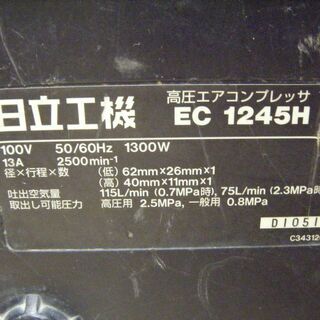 日立工機
高圧エアコンプレッサ
EC 1245H
100V 50/60Hz 1300W
13A 2500min⁻¹
径×行程×数 (低) 62mm×26mm×1
(高) 40mm×11mm×1
吐出空気量 115L/min (0.7MPa時), 75L/min (2.3MPa時
取出し可能圧力 高圧用 2.5MPa, 一般用 0.8MPa